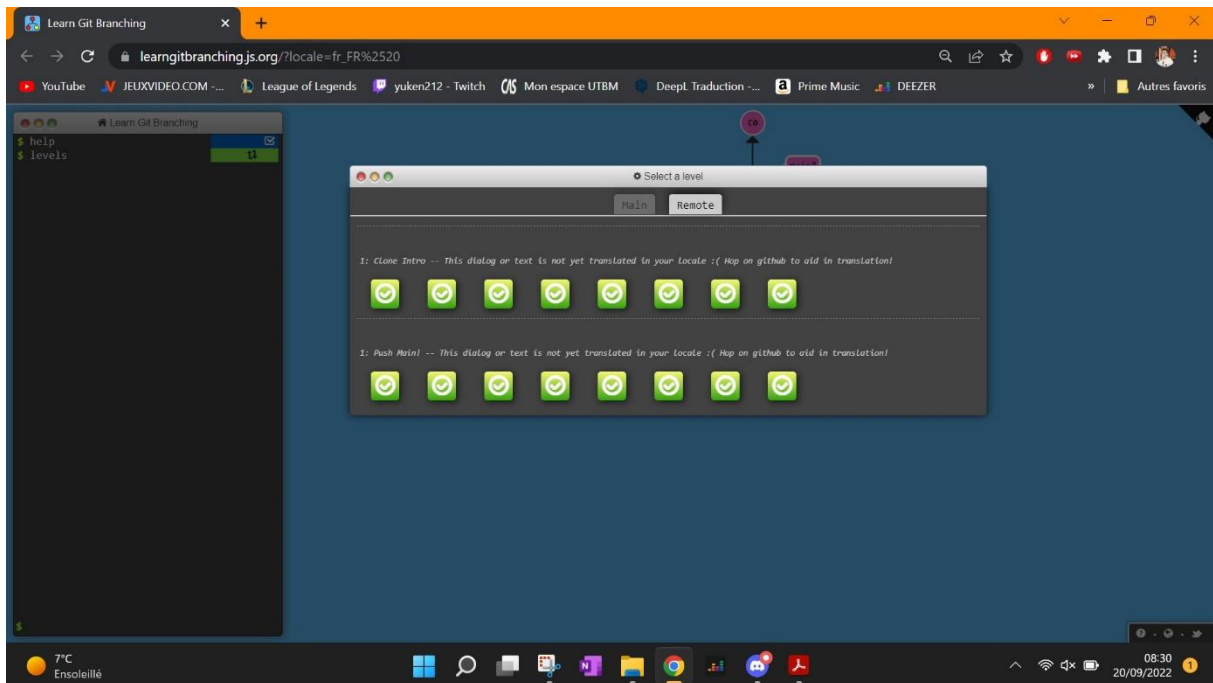 Learn Git Branching
learngitbranching.js.org/?locale=fr_FR%2520
YouTube JEUXVIDEO.COM -... League of Legends yuken212 - Twitch Mon espace UTBM DeepL Traduction -... a Prime Music DEEZER » Autres favoris
Learn Git Branching
$ help
$ levels
C0
Select a level
Main Remote
1: Clone Intro -- This dialog or text is not yet translated in your locale :( Hop on github to aid in translation!
1: Push Main! -- This dialog or text is not yet translated in your locale :( Hop on github to aid in translation!
$
7°C
Ensoleillé
08:30
20/09/2022
1